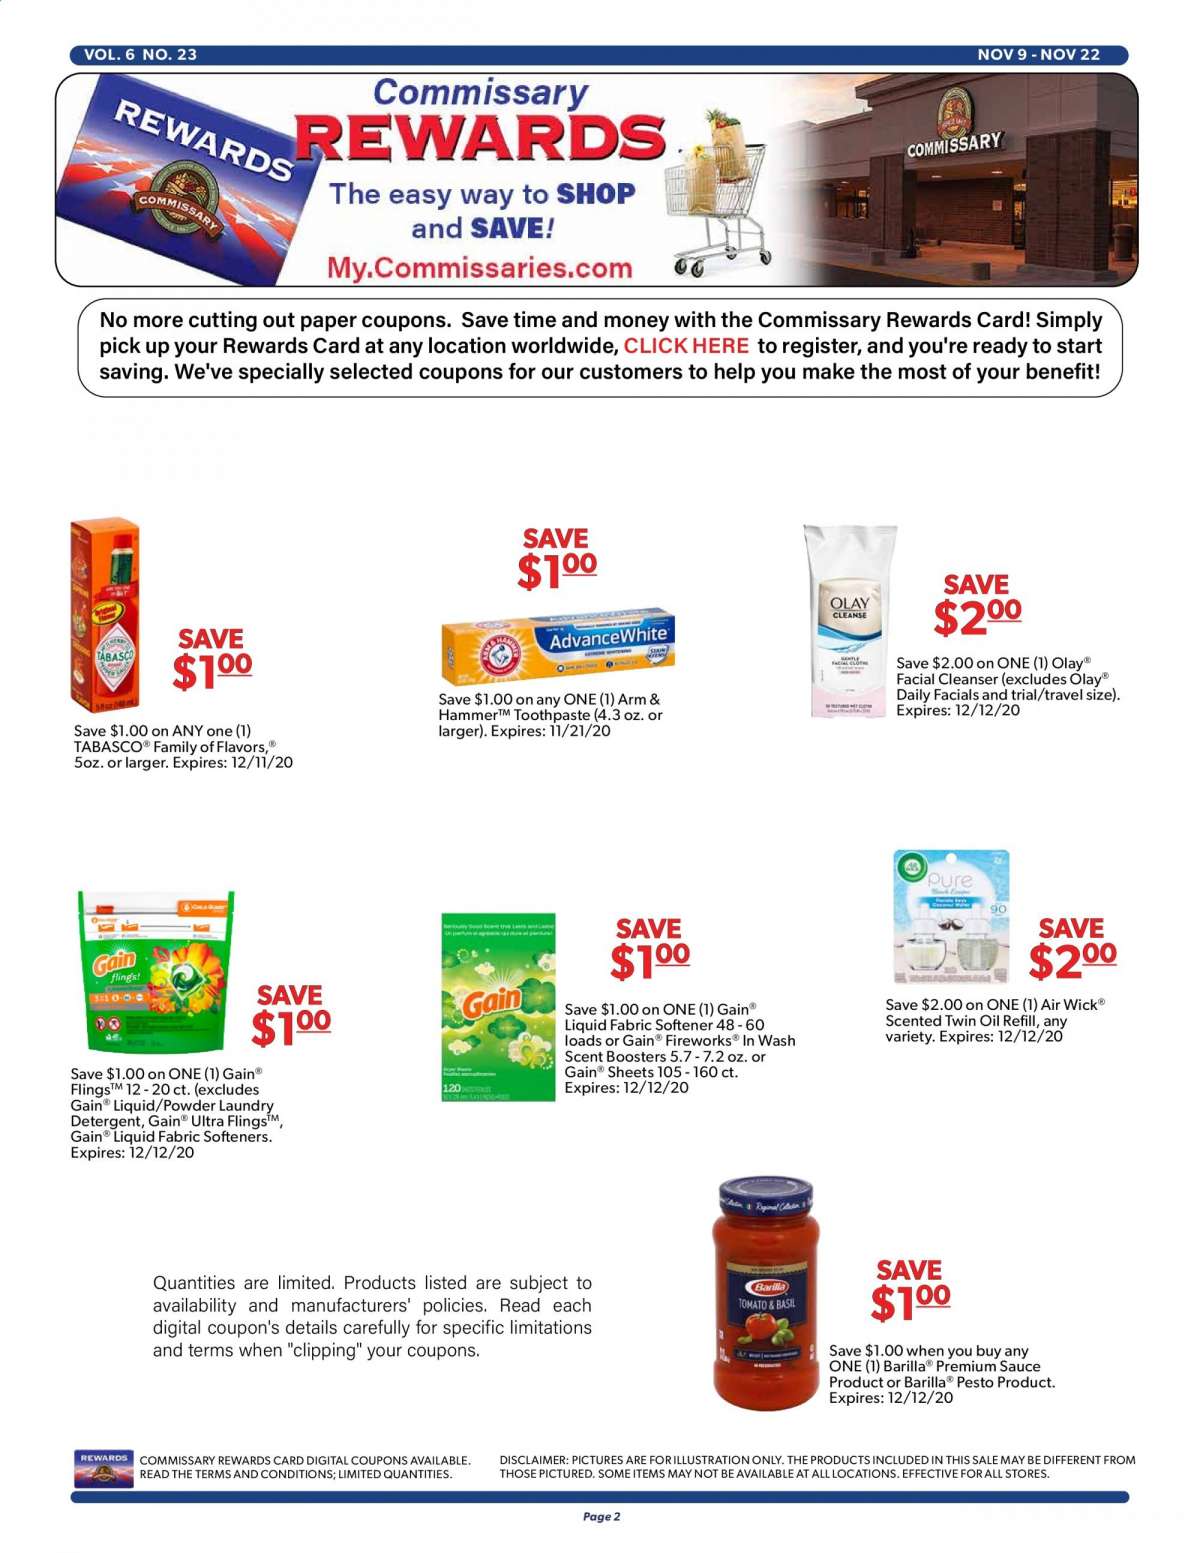 VOL. 6 NO. 23
NOV 9 - NOV 22
REWARDS
COMMISSARY
Commissary
REWARDS
The easy way to SHOP
and SAVE!
My.Commissaries.com
COMMISSARY
No more cutting out paper coupons. Save time and money with the Commissary Rewards Card! Simply
pick up your Rewards Card at any location worldwide, CLICK HERE to register, and you're ready to start
saving. We've specially selected coupons for our customers to help you make the most of your benefit!
TABASCO
SAVE
$1.00
Save $1.00 on ANY one (1)
TABASCO® Family of Flavors,®
5oz. or larger. Expires: 12/11/20
SAVE
$1.00
ARM & HAMMER
AdvanceWhite
EXTREME WHITENING
Save $1.00 on any ONE (1) Arm &
Hammer™ Toothpaste (4.3 oz. or
larger). Expires: 11/21/20
OLAY
CLEANSE
GENTLE
FACIAL CLOTHS
SAVE
$2.00
Save $2.00 on ONE (1) Olay®
Facial Cleanser (excludes Olay®
Daily Facials and trial/travel size).
Expires: 12/12/20
Gain
flings!
SAVE
$1.00
Save $1.00 on ONE (1) Gain®
Flings™ 12 - 20 ct. (excludes
Gain® Liquid/Powder Laundry
Detergent, Gain® Ultra Flings™,
Gain® Liquid Fabric Softeners.
Expires: 12/12/20
Gain
120
SAVE
$1.00
Save $1.00 on ONE (1) Gain®
Liquid Fabric Softener 48 - 60
loads or Gain® Fireworks® In Wash
Scent Boosters 5.7 - 7.2 oz. or
Gain® Sheets 105 - 160 ct.
Expires: 12/12/20
Pure
90
SAVE
$2.00
Save $2.00 on ONE (1) Air Wick®
Scented Twin Oil Refill, any
variety. Expires: 12/12/20
Quantities are limited. Products listed are subject to
availability and manufacturers' policies. Read each
digital coupon's details carefully for specific limitations
and terms when "clipping" your coupons.
Regional Collection
Barilla
TOMATO & BASIL
SAVE
$1.00
Save $1.00 when you buy any
ONE (1) Barilla® Premium Sauce
Product or Barilla® Pesto Product.
Expires: 12/12/20
REWARDS
COMMISSARY REWARDS CARD DIGITAL COUPONS AVAILABLE.
READ THE TERMS AND CONDITIONS; LIMITED QUANTITIES.
DISCLAIMER: PICTURES ARE FOR ILLUSTRATION ONLY. THE PRODUCTS INCLUDED IN THIS SALE MAY BE DIFFERENT FROM
THOSE PICTURED. SOME ITEMS MAY NOT BE AVAILABLE AT ALL LOCATIONS. EFFECTIVE FOR ALL STORES.
Page 2